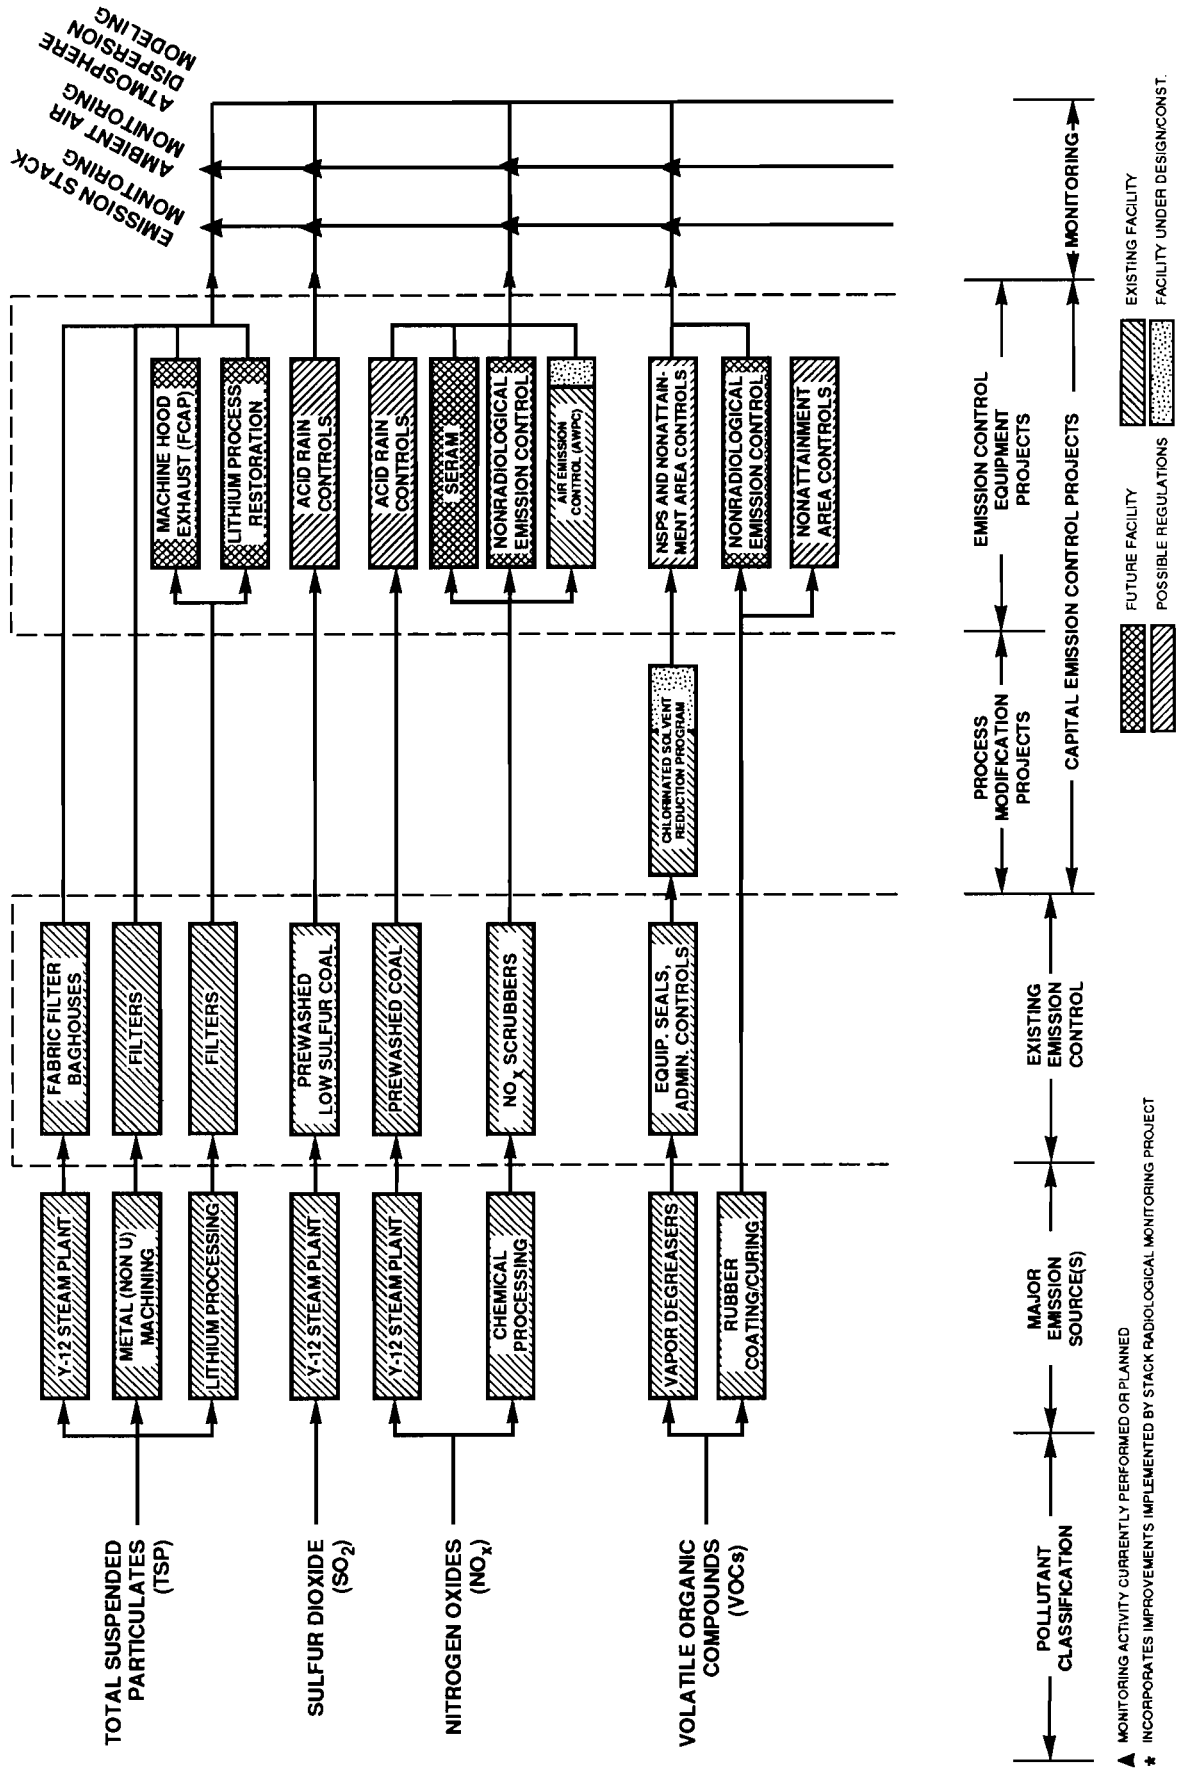 TOTAL SUSPENDED
PARTICULATES
(TSP)
Y-12 STEAM PLANT
METAL (NON U)
MACHINING
LITHIUM PROCESSING
FABRIC FILTER
BAGHOUSES
FILTERS
FILTERS
MACHINE HOOD
EXHAUST (FCAP)
LITHIUM PROCESS
RESTORATION
SULFUR DIOXIDE
(SO2)
Y-12 STEAM PLANT
PREWASHED
LOW SULFUR COAL
ACID RAIN
CONTROLS
NITROGEN OXIDES
(NOX)
Y-12 STEAM PLANT
CHEMICAL
PROCESSING
PREWASHED COAL
NOX SCRUBBERS
ACID RAIN
CONTROLS
SERAM
NONRADIOLOGICAL
EMISSION CONTROL
AIR EMISSION
CONTROL (AWPC)
VOLATILE ORGANIC
COMPOUNDS
(VOCs)
VAPOR DEGREASERS
RUBBER
COATING/CURING
EQUIP. SEALS,
ADMIN. CONTROLS
CHLORINATED SOLVENT
REDUCTION PROGRAM
NSPS AND NONATTAIN-
MENT AREA CONTROLS
NONRADIOLOGICAL
EMISSION CONTROL
NONATTAINMENT
AREA CONTROLS
EMISSION STACK
MONITORING
AMBIENT AIR
MONITORING
ATMOSPHERE
DISPERSION
MODELING
POLLUTANT
CLASSIFICATION
MAJOR
EMISSION
SOURCE(S)
EXISTING
EMISSION
CONTROL
PROCESS
MODIFICATION
PROJECTS
EMISSION CONTROL
EQUIPMENT
PROJECTS
CAPITAL EMISSION CONTROL PROJECTS
MONITORING
▲ MONITORING ACTIVITY CURRENTLY PERFORMED OR PLANNED
★ INCORPORATES IMPROVEMENTS IMPLEMENTED BY STACK RADIOLOGICAL MONITORING PROJECT
FUTURE FACILITY
POSSIBLE REGULATIONS
EXISTING FACILITY
FACILITY UNDER DESIGN/CONST.